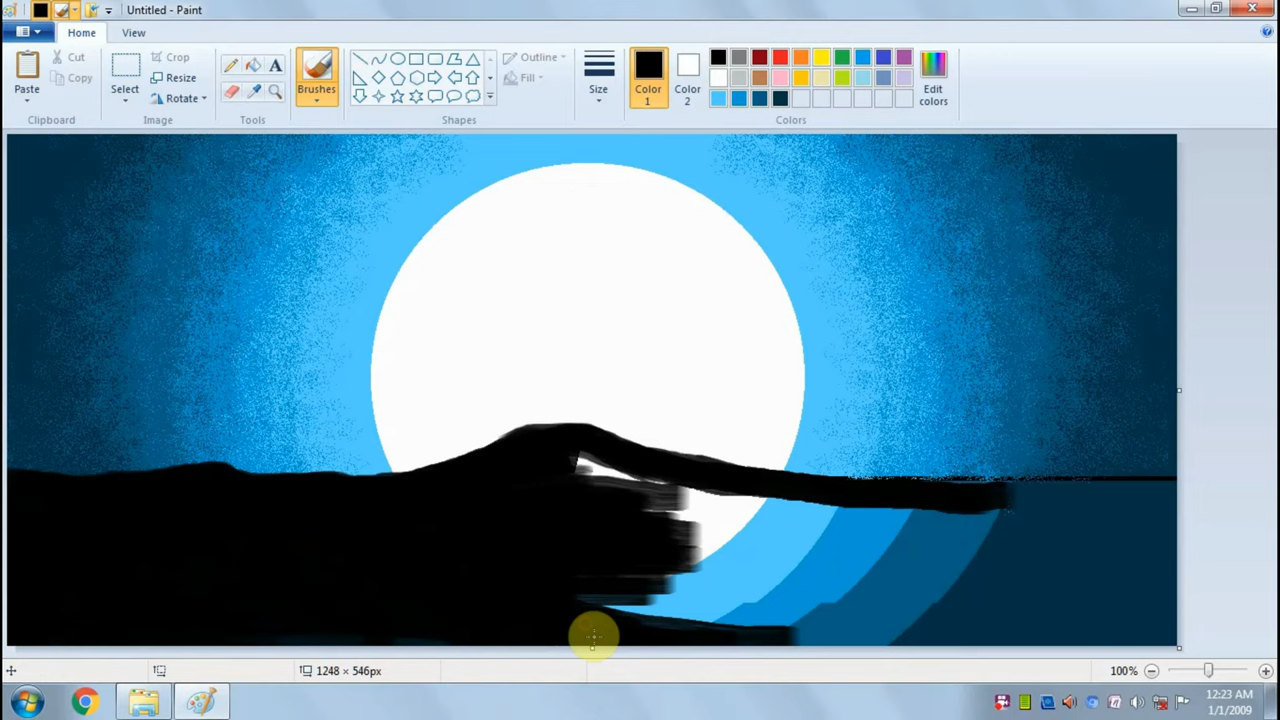 Untitled - Paint
Home
View
Paste
Cut
Copy
Clipboard
Select
Crop
Resize
Rotate
Image
A
Tools
Brushes
Outline
Fill
Shapes
Size
Color
1
Color
2
Edit
colors
Colors
1248 × 546px
100%
12:23 AM
1/1/2009